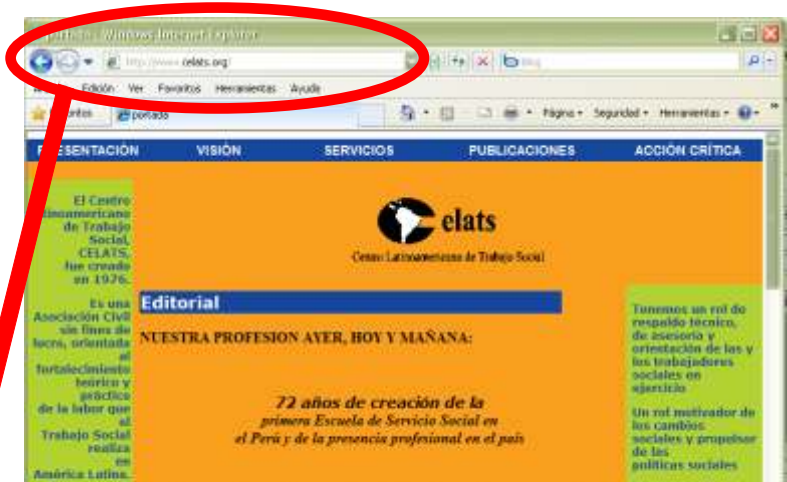 portada - Windows Internet Explorer
http://www.celats.org
Edición Ver Favoritos Herramientas Ayuda
portada
Página Seguridad Herramientas
PRESENTACIÓN VISIÓN SERVICIOS PUBLICACIONES ACCIÓN CRÍTICA
El Centro
Latinoamericano
de Trabajo
Social,
CELATS,
fue creado
en 1976.
Es una
Asociación Civil
sin fines de
lucro, orientada
al
fortalecimiento
teórico y
práctico
de la labor que
el
Trabajo Social
realiza
en
América Latina.
celats
Centro Latinoamericano de Trabajo Social
Editorial
NUESTRA PROFESION AYER, HOY Y MAÑANA:
72 años de creación de la
primera Escuela de Servicio Social en
el Perú y de la presencia profesional en el país
Tenemos un rol de
respaldo técnico,
de asesoría y
orientación de las y
los trabajadores
sociales en
ejercicio
Un rol motivador de
los cambios
sociales y propulsor
de las
políticas sociales